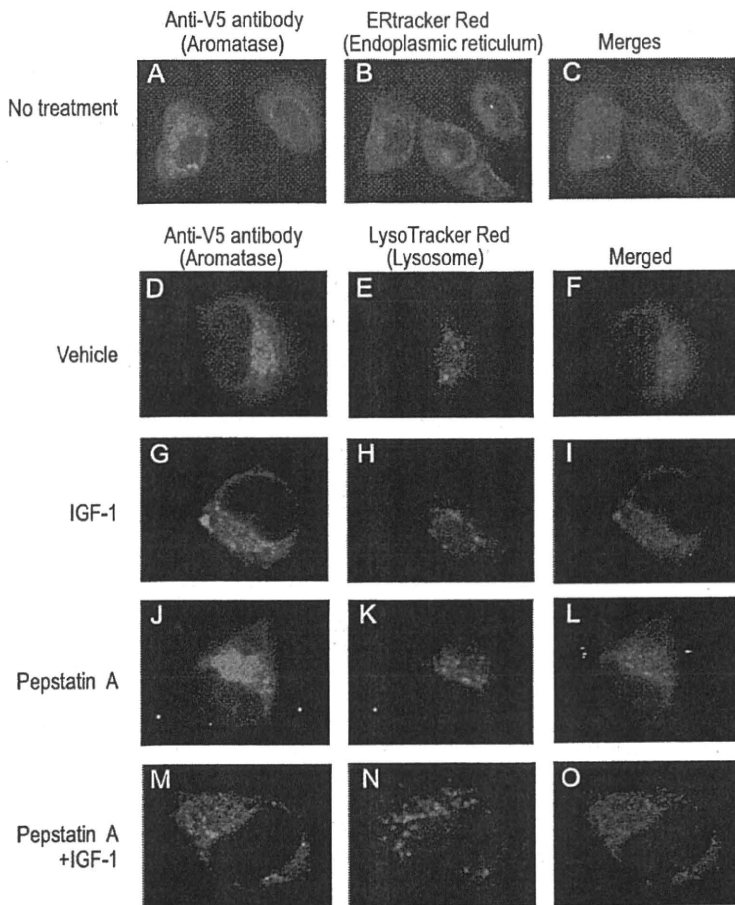 Anti-V5 antibody
(Aromatase)
ERtracker Red
(Endoplasmic reticulum)
Merges
No treatment
A
B
C
Anti-V5 antibody
(Aromatase)
LysoTracker Red
(Lysosome)
Merged
Vehicle
D
E
F
IGF-1
G
H
I
Pepstatin A
J
K
L
Pepstatin A
+IGF-1
M
N
O